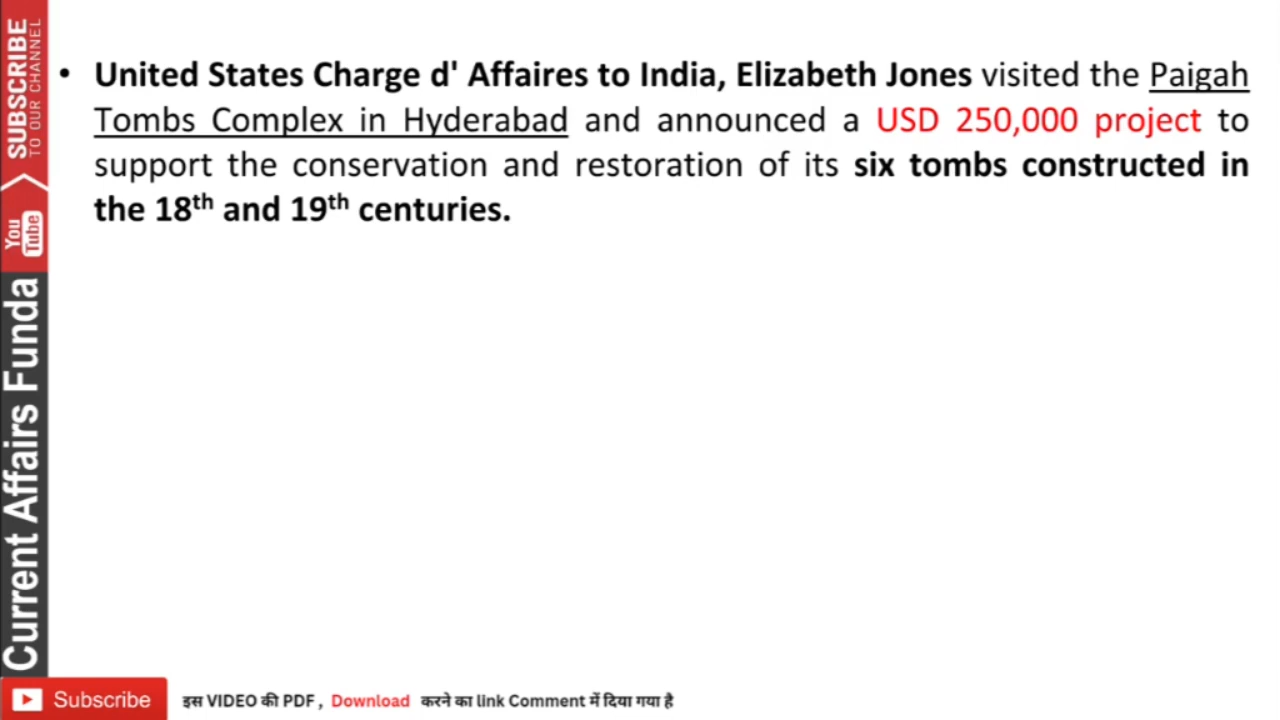 • United States Charge d' Affaires to India, Elizabeth Jones visited the Paigah
Tombs Complex in Hyderabad and announced a USD 250,000 project to
support the conservation and restoration of its six tombs constructed in
the 18th and 19th centuries.
SUBSCRIBE
TO OUR CHANNEL
You
Tube
Current Affairs Funda
Subscribe
इस VIDEO की PDF , Download करने का link Comment में दिया गया है